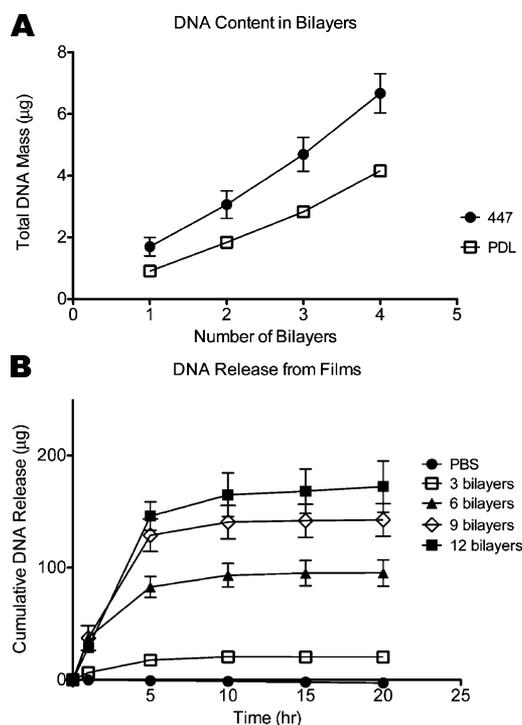 A
DNA Content in Bilayers
8
6
4
2
0
Total DNA Mass (µg)
0
1
2
3
4
5
Number of Bilayers
447
PDL
B
DNA Release from Films
200
100
0
Cumulative DNA Release (µg)
5
10
15
20
25
Time (hr)
PBS
3 bilayers
6 bilayers
9 bilayers
12 bilayers